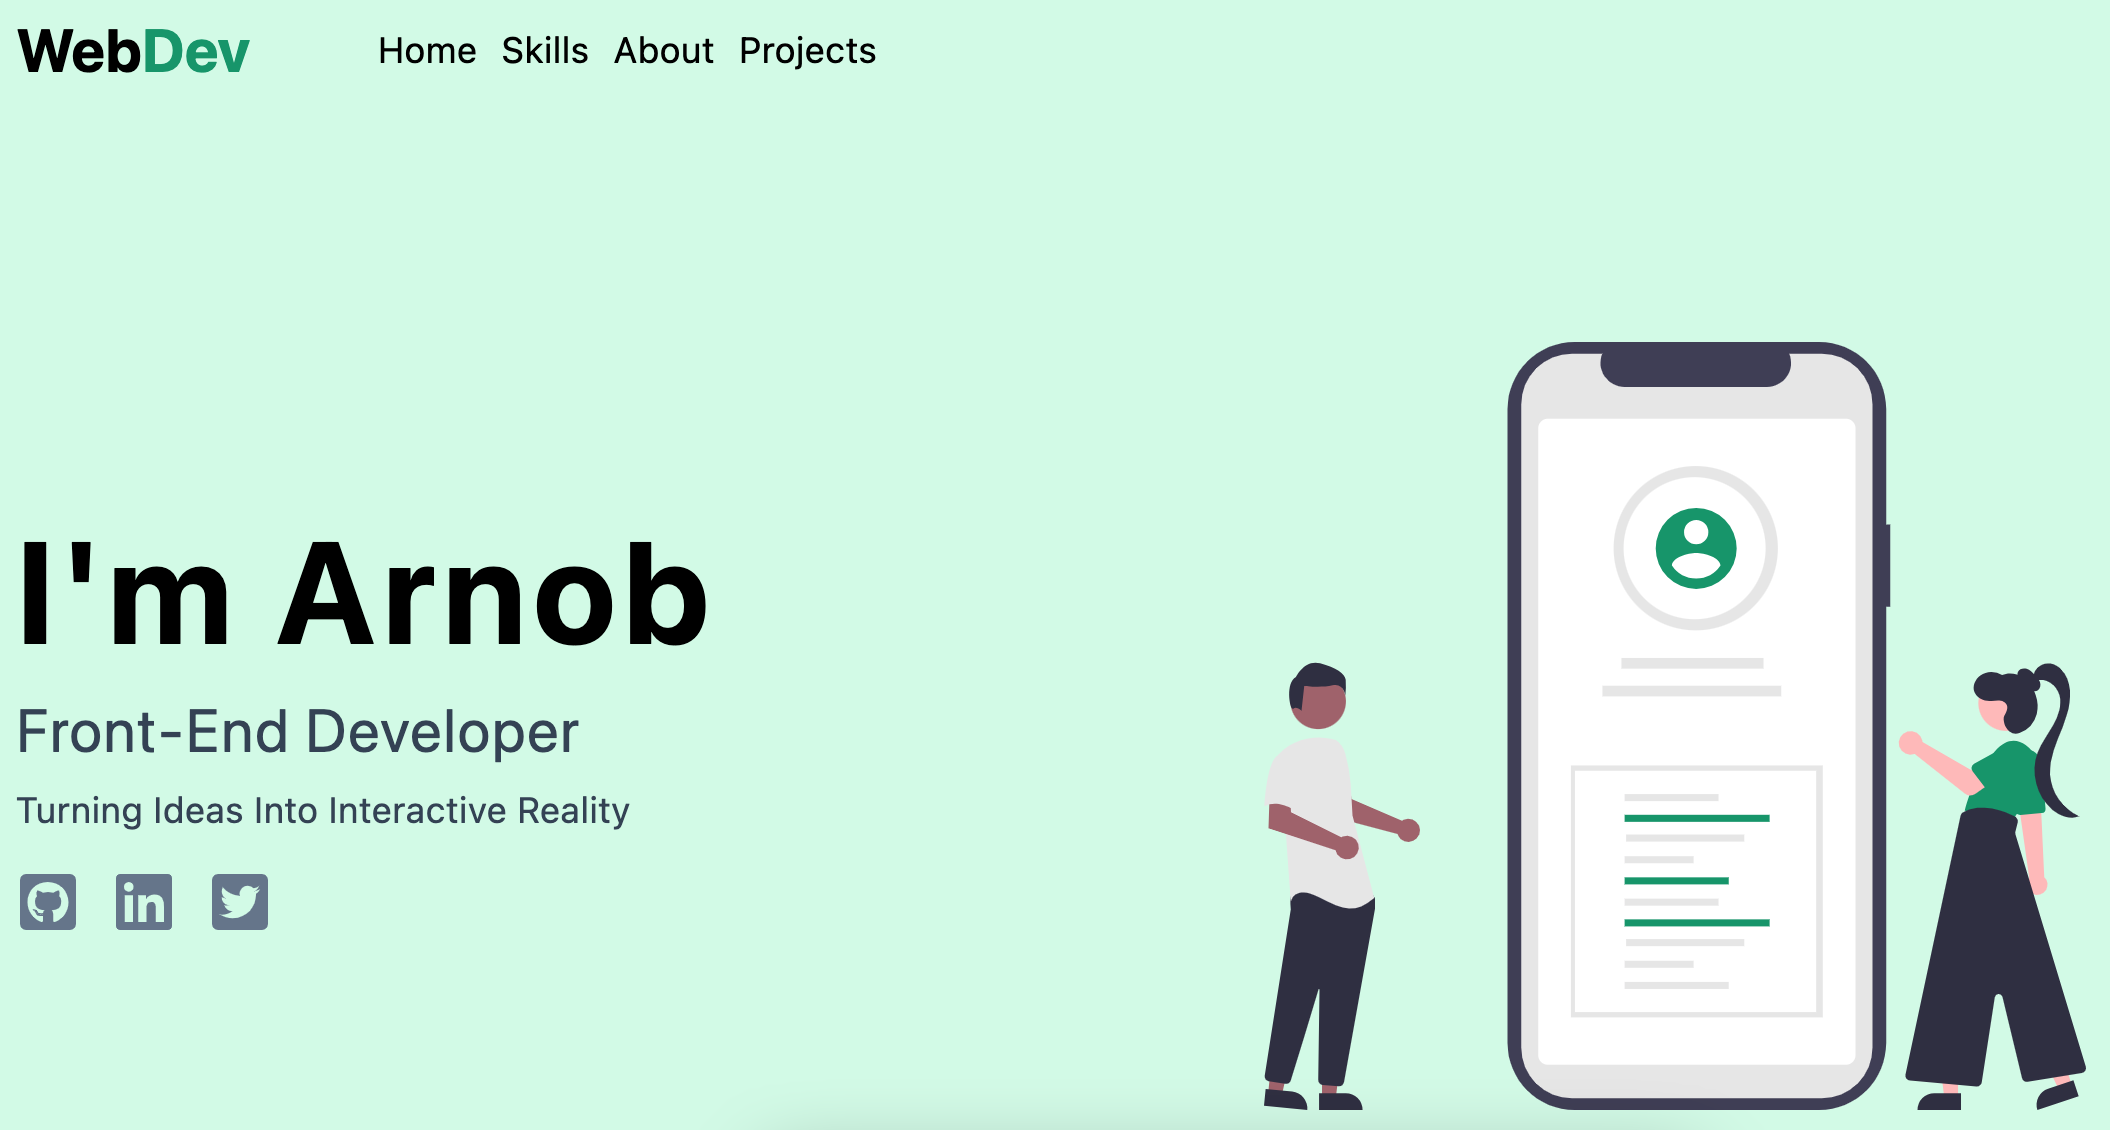 WebDev Home Skills About Projects
I'm Arnob
Front-End Developer
Turning Ideas Into Interactive Reality
in